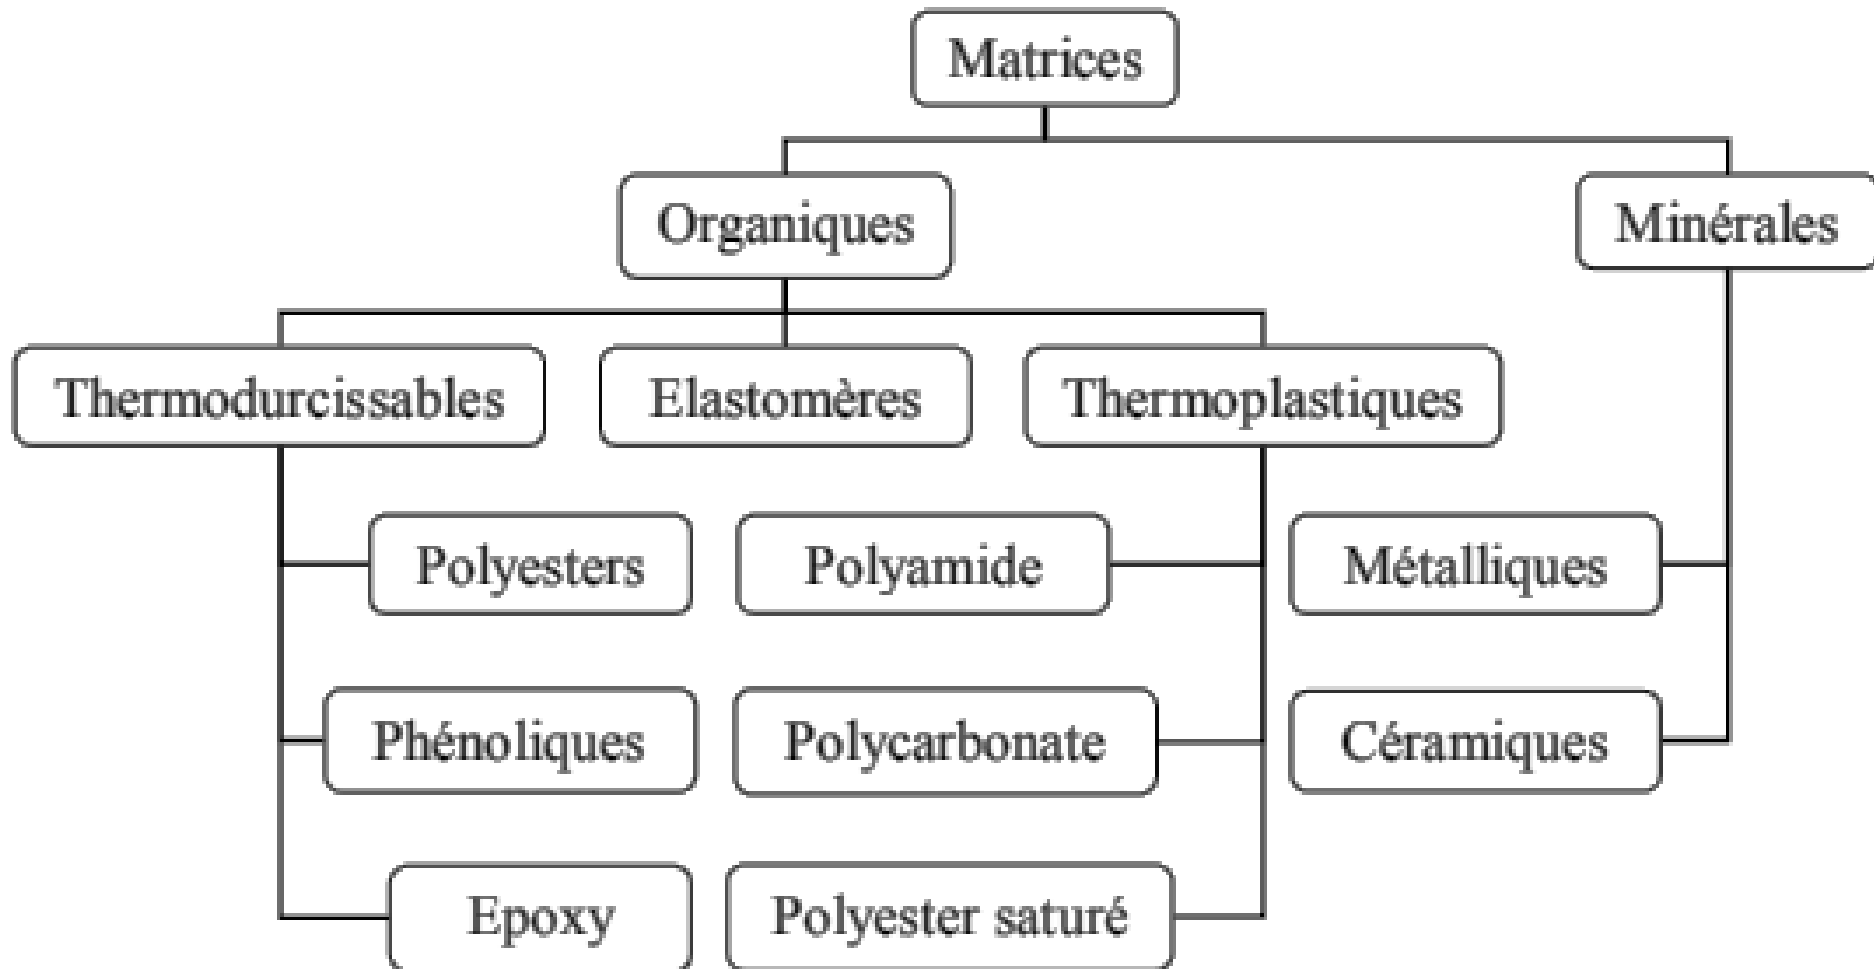 Matrices
Organiques
Minérales
Thermodurcissables
Elastomères
Thermoplastiques
Polyesters
Polyamide
Métalliques
Phénoliques
Polycarbonate
Céramiques
Epoxy
Polyester saturé